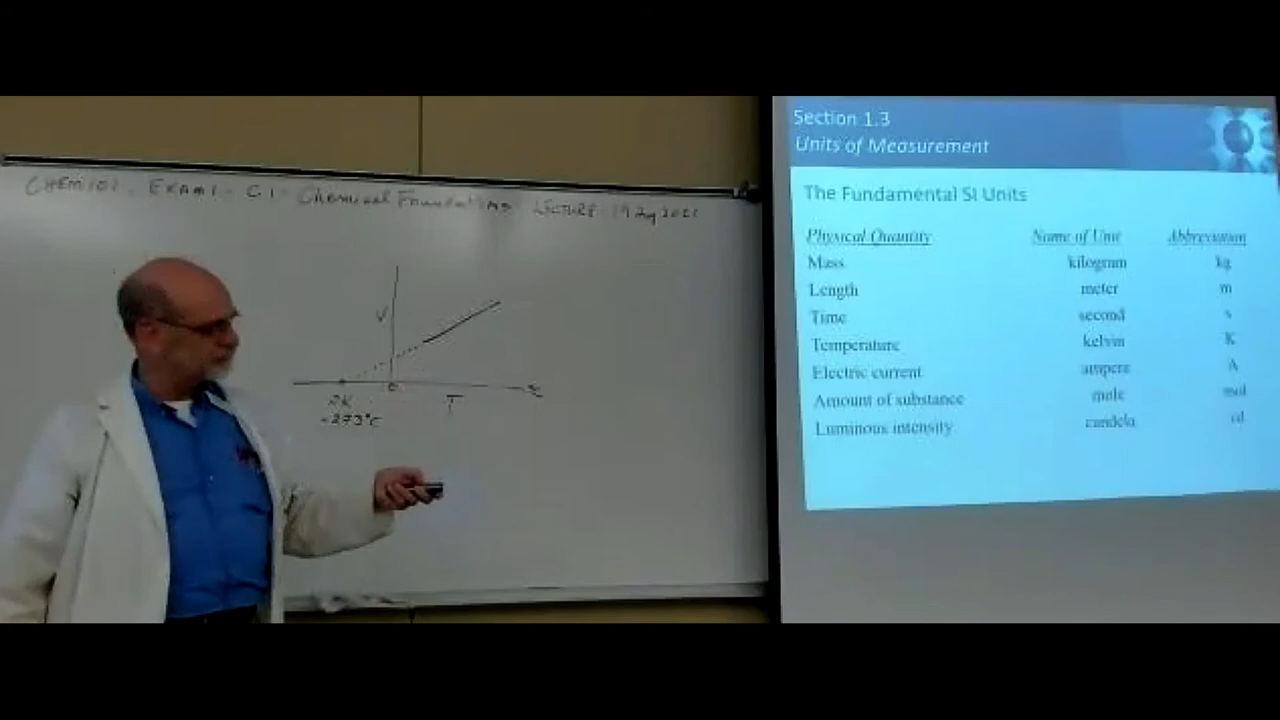 CHEM 101 EXAM 1 - C 1 - Chemical Foundations LECTURE 19 Aug 2021
V
0
0K
-273°C
T
Section 1.3
Units of Measurement
The Fundamental SI Units
Physical Quantity Name of Unit Abbreviation
Mass kilogram kg
Length meter m
Time second s
Temperature kelvin K
Electric current ampere A
Amount of substance mole mol
Luminous intensity candela cd